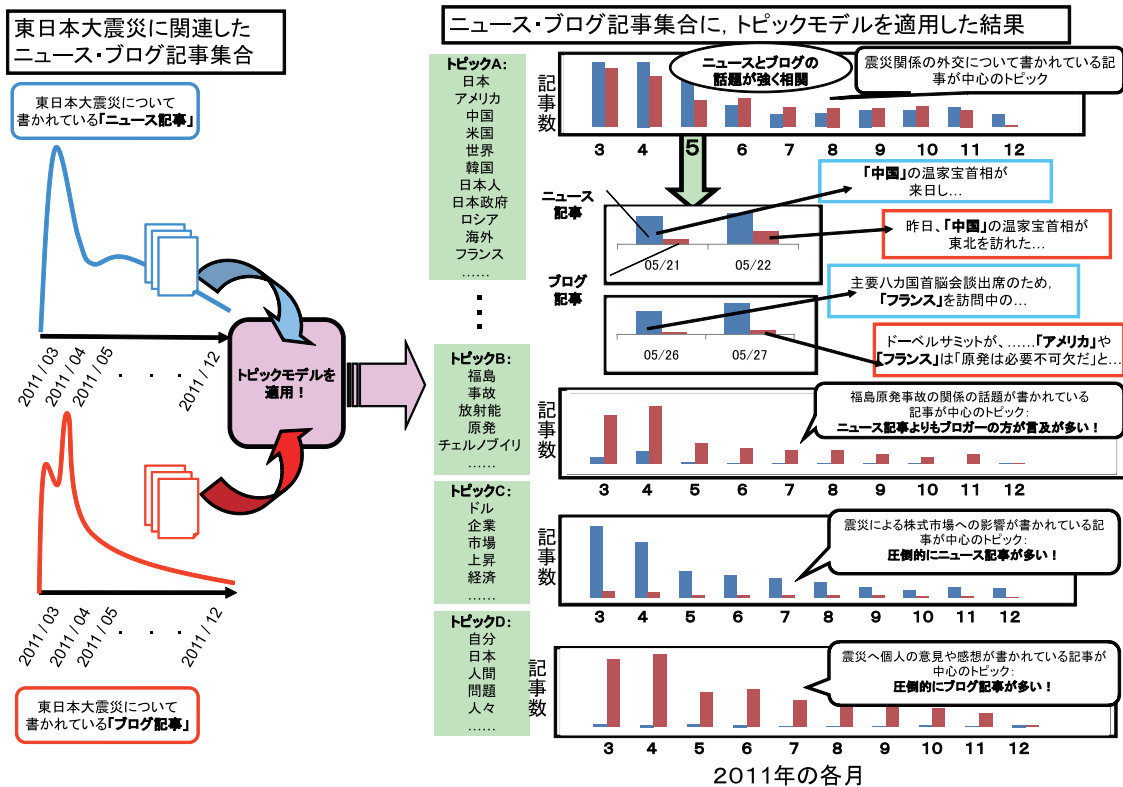 東日本大震災に関連した
ニュース・ブログ記事集合
東日本大震災について
書かれている「ニュース記事」
2011/03
2011/04
2011/05
・ ・ ・
2011/12
トピックモデルを
適用！
2011/03
2011/04
2011/05
・ ・ ・
2011/12
東日本大震災について
書かれている「ブログ記事」
ニュース・ブログ記事集合に, トピックモデルを適用した結果
トピックA:
日本
アメリカ
中国
米国
世界
韓国
日本人
日本政府
ロシア
海外
フランス
……
・
・
・
記事数
ニュースとブログの
話題が強く相関
震災関係の外交について書かれている記
事が中心のトピック
3 4 5 6 7 8 9 10 11 12
ニュース
記事
05/21 05/22
「中国」の温家宝首相が
来日し…
昨日、「中国」の温家宝首相が
東北を訪れた…
ブログ
記事
05/26 05/27
主要八カ国首脳会談出席のため,
「フランス」を訪問中の…
ドーベルサミットが、……「アメリカ」や
「フランス」は「原発は必要不可欠だ」と…
トピックB:
福島
事故
放射能
原発
チェルノブイリ
……
記事数
福島原発事故の関係の話題が書かれている
記事が中心のトピック:
ニュース記事よりもブロガーの方が言及が多い！
3 4 5 6 7 8 9 10 11 12
トピックC:
ドル
企業
市場
上昇
経済
……
記事数
震災による株式市場への影響が書かれている記
事が中心のトピック:
圧倒的にニュース記事が多い！
3 4 5 6 7 8 9 10 11 12
トピックD:
自分
日本
人間
問題
人々
……
記事数
震災へ個人の意見や感想が書かれている記事が
中心のトピック:
圧倒的にブログ記事が多い！
3 4 5 6 7 8 9 10 11 12
2011年の各月